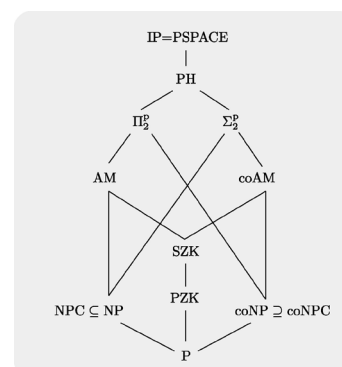 IP=PSPACE
PH
Π₂ᴾ Σ₂ᴾ
AM coAM
SZK
PZK
NPC ⊆ NP coNP ⊇ coNPC
P